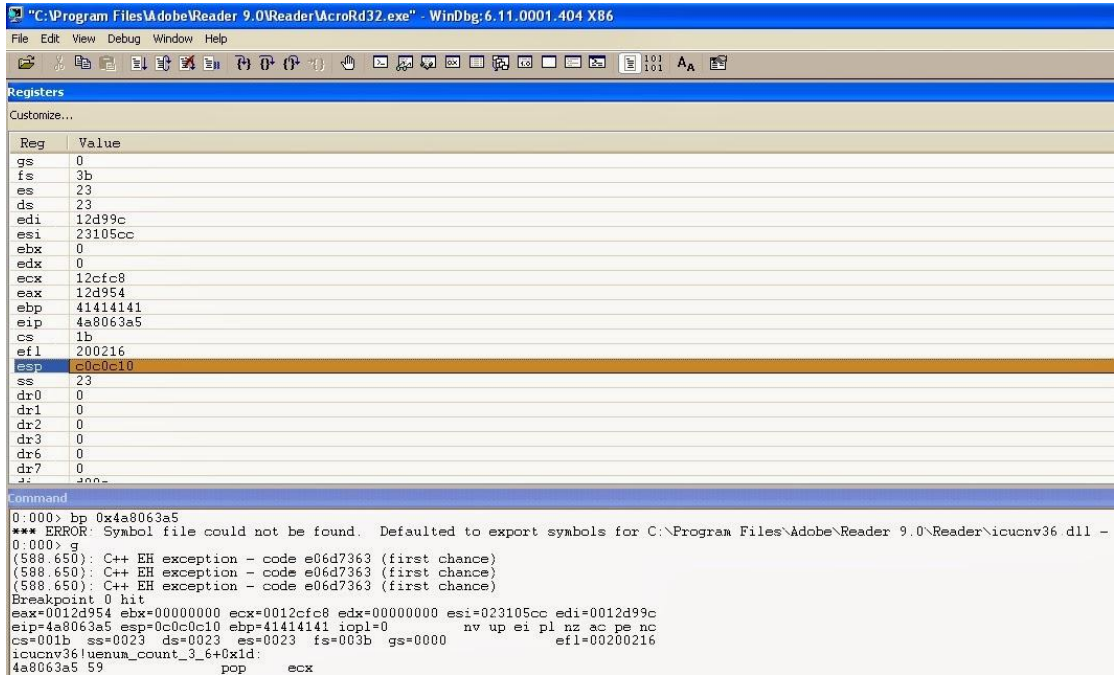 "C:\Program Files\Adobe\Reader 9.0\Reader\AcroRd32.exe" - WinDbg:6.11.0001.404 X86
File Edit View Debug Window Help
Registers
Customize...
Reg Value
gs 0
fs 3b
es 23
ds 23
edi 12d99c
esi 23105cc
ebx 0
edx 0
ecx 12cfc8
eax 12d954
ebp 41414141
eip 4a8063a5
cs 1b
efl 200216
esp c0c0c10
ss 23
dr0 0
dr1 0
dr2 0
dr3 0
dr6 0
dr7 0
Command
0:000> bp 0x4a8063a5
*** ERROR: Symbol file could not be found. Defaulted to export symbols for C:\Program Files\Adobe\Reader 9.0\Reader\icucnv36.dll -
0:000> g
(588.650): C++ EH exception - code e06d7363 (first chance)
(588.650): C++ EH exception - code e06d7363 (first chance)
(588.650): C++ EH exception - code e06d7363 (first chance)
Breakpoint 0 hit
eax=0012d954 ebx=00000000 ecx=0012cfc8 edx=00000000 esi=023105cc edi=0012d99c
eip=4a8063a5 esp=0c0c0c10 ebp=41414141 iopl=0 nv up ei pl nz ac pe nc
cs=001b ss=0023 ds=0023 es=0023 fs=003b gs=0000 efl=00200216
icucnv36!uenum_count_3_6+0x1d:
4a8063a5 59 pop ecx